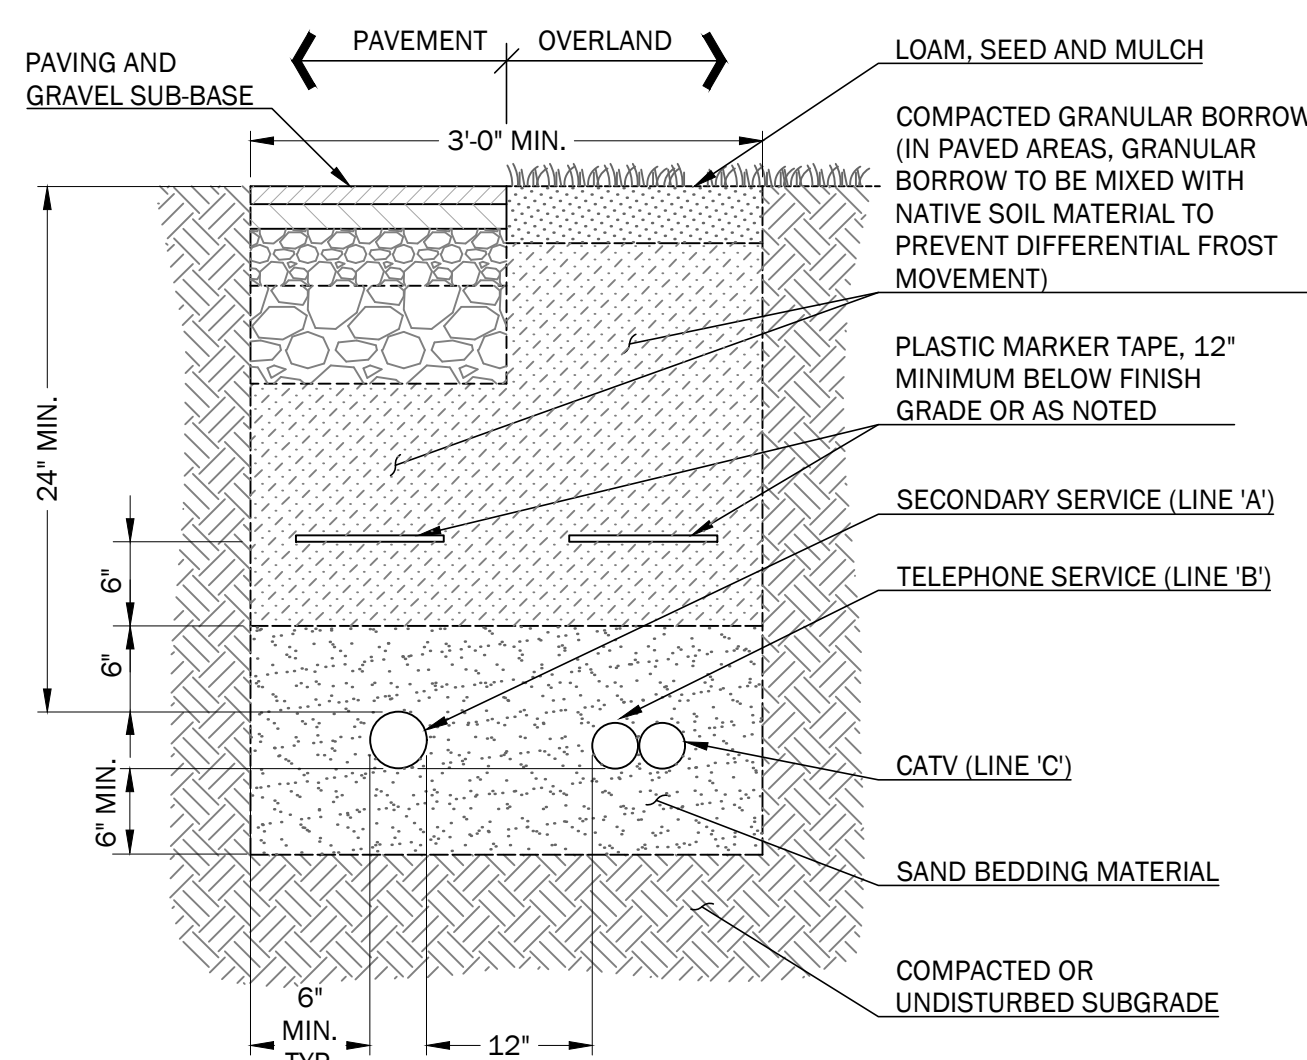 PAVEMENT
OVERLAND
PAVING AND
GRAVEL SUB-BASE
3'-0" MIN.
LOAM, SEED AND MULCH
COMPACTED GRANULAR BORROW
(IN PAVED AREAS, GRANULAR
BORROW TO BE MIXED WITH
NATIVE SOIL MATERIAL TO
PREVENT DIFFERENTIAL FROST
MOVEMENT)
PLASTIC MARKER TAPE, 12"
MINIMUM BELOW FINISH
GRADE OR AS NOTED
24" MIN.
SECONDARY SERVICE (LINE 'A')
6"
TELEPHONE SERVICE (LINE 'B')
6"
CATV (LINE 'C')
6" MIN.
SAND BEDDING MATERIAL
COMPACTED OR
UNDISTURBED SUBGRADE
6"
MIN.
TYP
12"